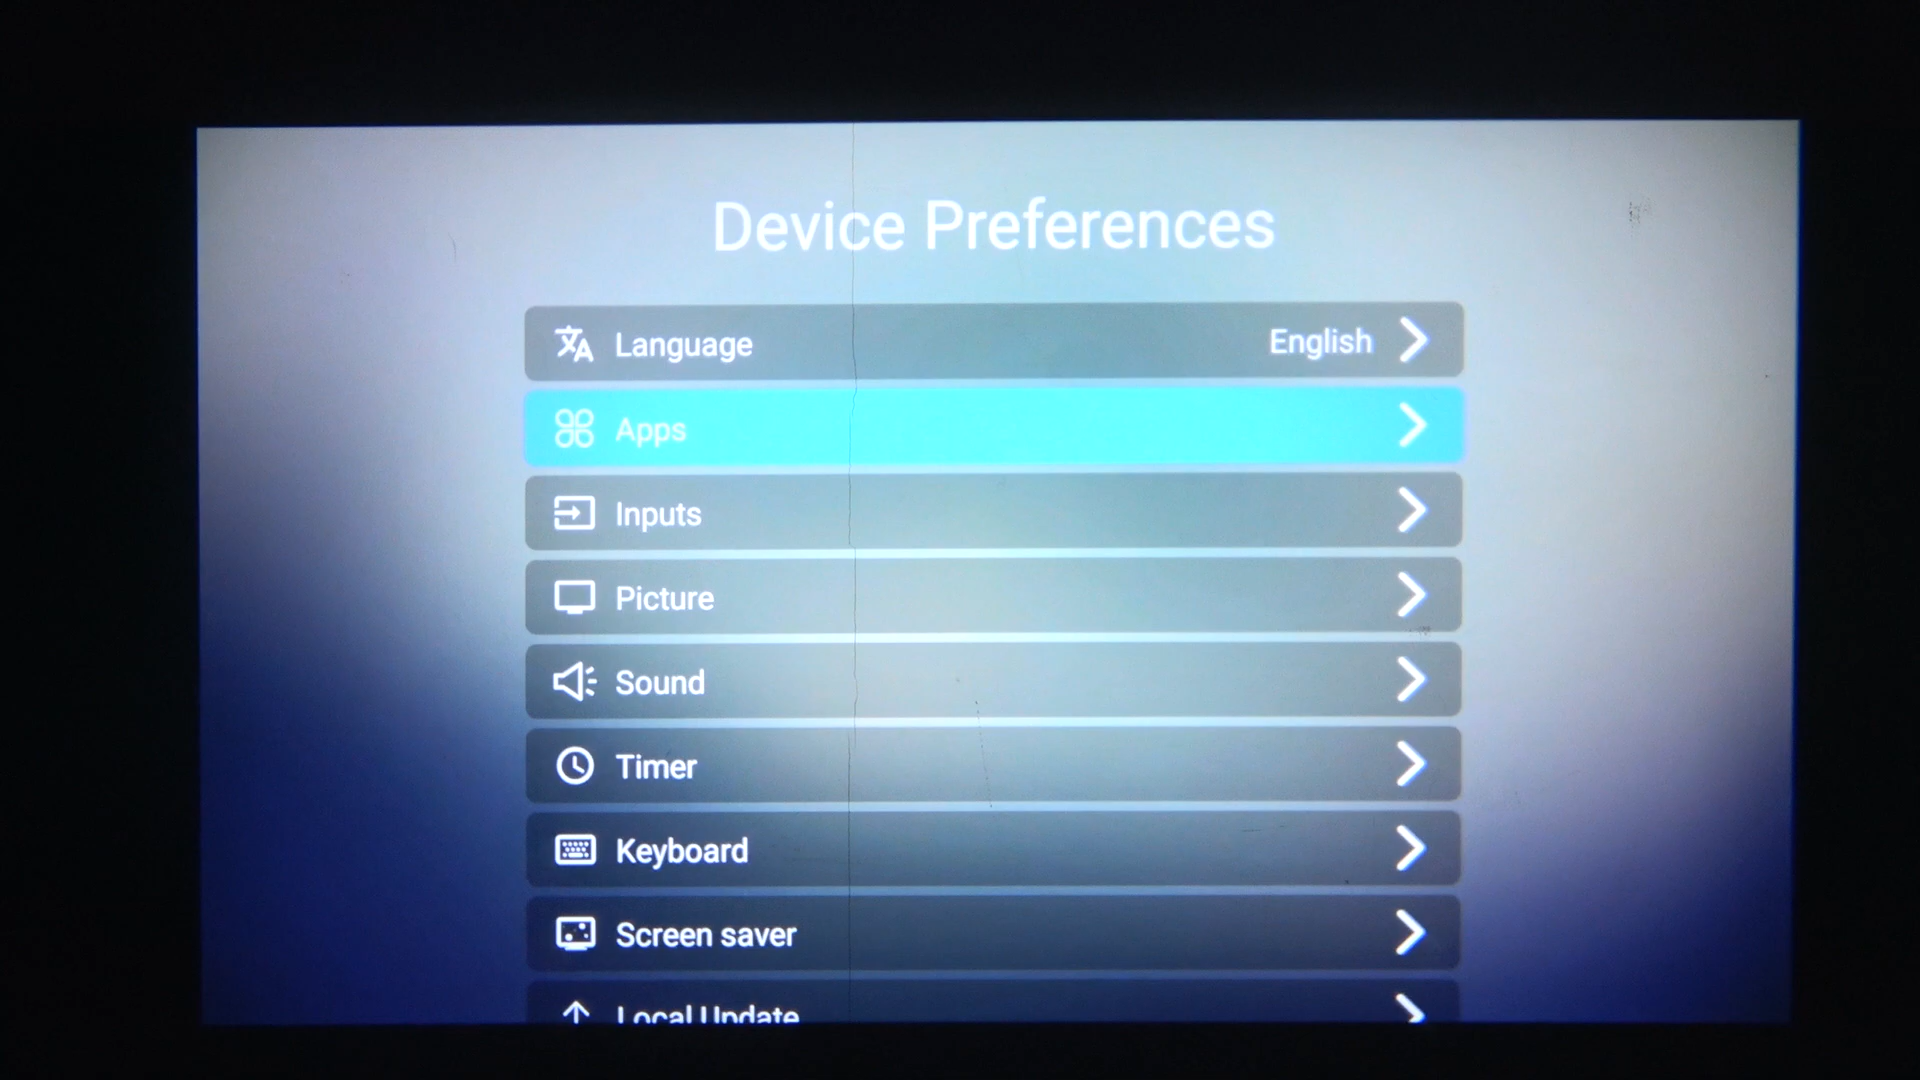 Device Preferences
Language English
Apps
Inputs
Picture
Sound
Timer
Keyboard
Screen saver
Local Update